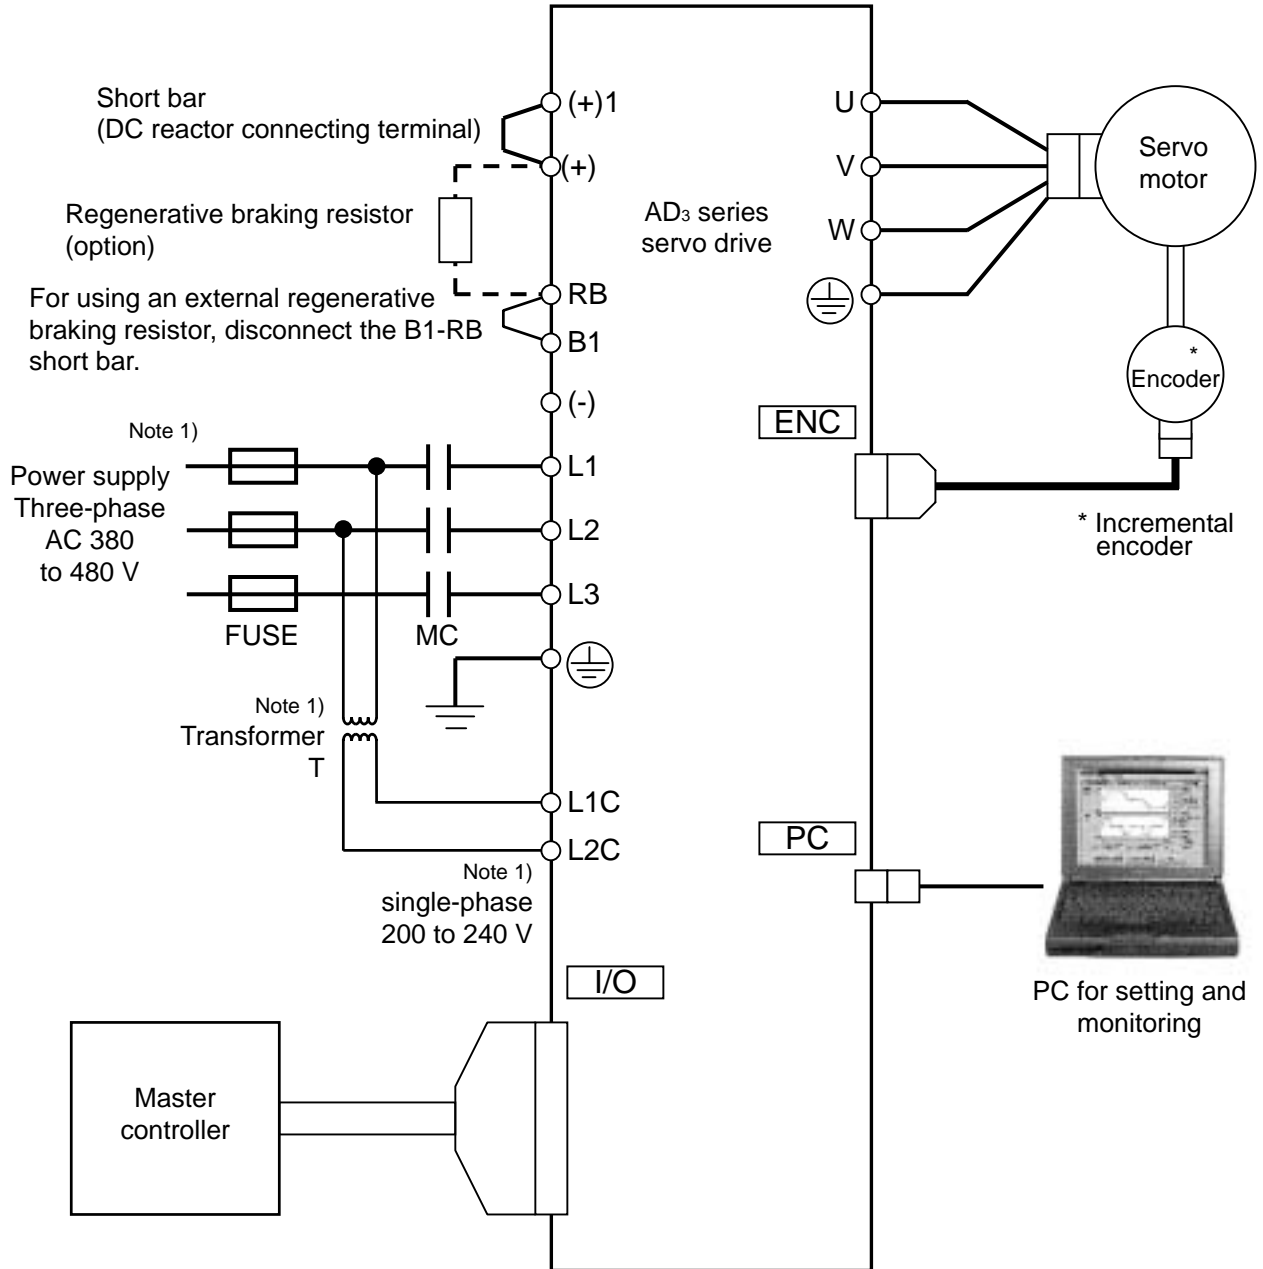 Short bar
(DC reactor connecting terminal)
(+)1
(+)
Regenerative braking resistor
(option)
For using an external regenerative
braking resistor, disconnect the B1-RB
short bar.
RB
B1
(-)
Note 1)
Power supply
Three-phase
AC 380
to 480 V
L1
L2
L3
FUSE
MC
Note 1)
Transformer
T
L1C
L2C
Note 1)
single-phase
200 to 240 V
I/O
Master
controller
AD3 series
servo drive
U
V
W
Servo
motor
*
Encoder
ENC
* Incremental
encoder
PC
PC for setting and
monitoring